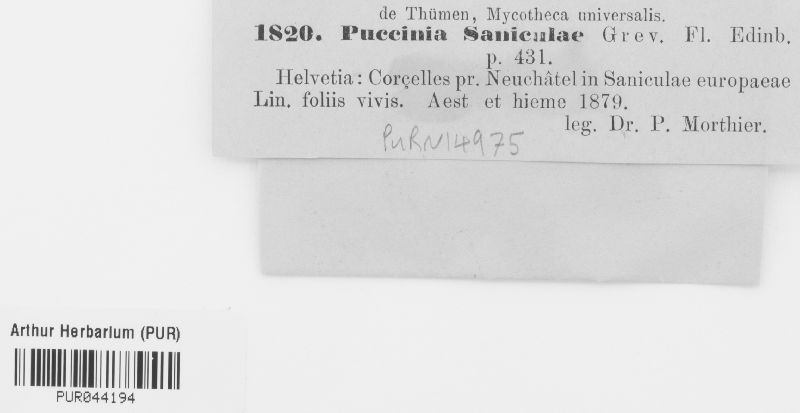 de Thümen, Mycotheca universalis.
1820. Puccinia Saniculae Grev. Fl. Edinb.
p. 431.
Helvetia: Corçelles pr. Neuchâtel in Saniculae europaeae
Lin. foliis vivis. Aest et hieme 1879.
leg. Dr. P. Morthier.
PURN14975
Arthur Herbarium (PUR)
PUR044194